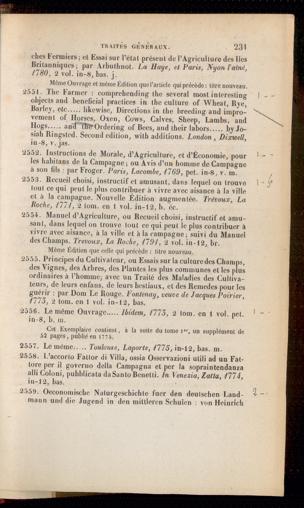 TRAITÉS GÉNÉRAUX. 231
ches Fermiers; et Essai sur l'état présent de l'Agriculture des Iles
Britanniques; par Arbuthnot. La Haye, et Paris, Nyon l'aîné,
1780, 2 vol. in-8, bas. j.
Même Ouvrage et même Édition que l'article qui précède: titre nouveau.
2551. The Farmer : comprehending the several most interesting
objects and beneficial practices in the culture of Wheat, Rye,
Barley, etc..... likewise, Directions in the breeding and impro-
vement of Horses, Oxen, Cows, Calves, Sheep, Lambs, and
Hogs..... and the Ordering of Bees, and their labors..... by Jo-
siah Ringsted. Second edition, with additions. London, Dixwell,
in-8, v. jas.
2552. Instructions de Morale, d'Agriculture, et d'Économie, pour
les habitans de la Campagne; ou Avis d'un homme de Campagne
à son fils : par Froger. Paris, Lacombe, 1769, pet. in-8, v. m.
2553. Recueil choisi, instructif et amusant, dans lequel on trouve
tout ce qui peut le plus contribuer à vivre avec aisance à la ville
et à la campagne. Nouvelle Édition augmentée. Trévoux, La
Roche, 1771, 2 tom. en 1 vol. in-12, b. éc.
2554. Manuel d'Agriculture, ou Recueil choisi, instructif et amu-
sant, dans lequel on trouve tout ce qui peut le plus contribuer à
vivre avec aisance, à la ville et à la campagne; suivi du Manuel
des Champs. Trevoux, La Roche, 1791, 2 vol. in-12, br.
Même Édition que celle qui précède : titre nouveau.
2555. Principes du Cultivateur, ou Essais sur la culture des Champs,
des Vignes, des Arbres, des Plantes les plus communes et les plus
ordinaires à l'homme; avec un Traité des Maladies des Cultiva-
teurs, de leurs enfans, de leurs bestiaux, et des Remedes pour les
guérir : par Dom Le Rouge. Fontenay, veuve de Jacques Poirier,
1773, 2 tom. en 1 vol. in-12, bas.
2556. Le même Ouvrage..... Ibidem, 1773, 2 tom. en 1 vol. pet.
in-8, b. m.
Cet Exemplaire contient, à la suite du tome 1er, un supplément de
52 pages, publié en 1774.
2557. Le même..... Toulouse, Laporte, 1775, in-12, bas. m.
2558. L'accorto Fattor di Villa, ossia Osservazioni utili ad un Fat-
tore per il governo della Campagna et per la sopraintendanza
alli Coloni, pubblicata da Santo Benetti. In Venezia, Zatta, 1774,
in-12, bas.
2559. Oeconomische Naturgeschichte fuer den deutschen Land-
mann und die Jugend in den mittleren Schulen : von Heinrich